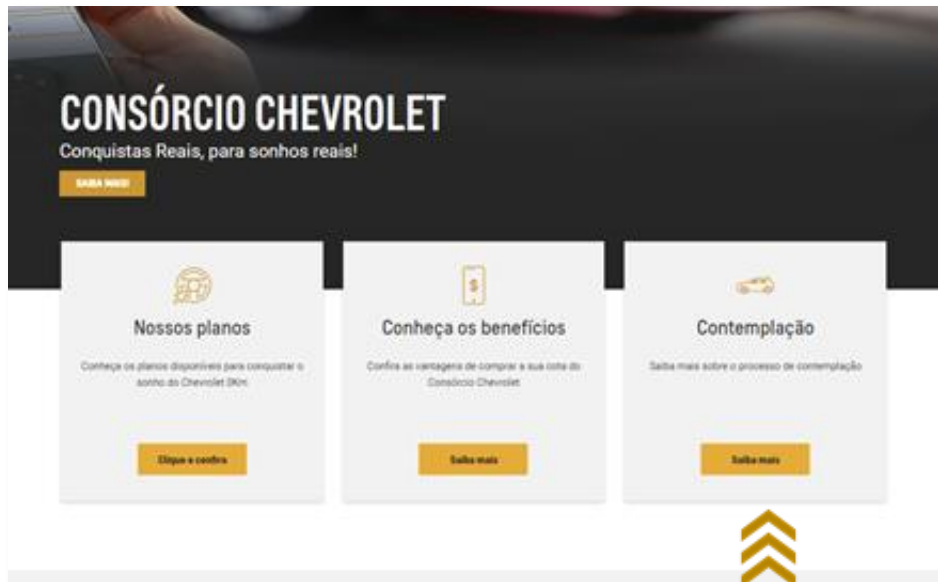 CONSÓRCIO CHEVROLET
Conquistas Reais, para sonhos reais!
SAIBA MAIS!
Nossos planos
Conheça os planos disponíveis para conquistar o
sonho do Chevrolet 0Km
Clique e confira
Conheça os benefícios
Confira as vantagens de comprar a sua cota do
Consórcio Chevrolet
Saiba mais
Contemplação
Saiba mais sobre o processo de contemplação
Saiba mais